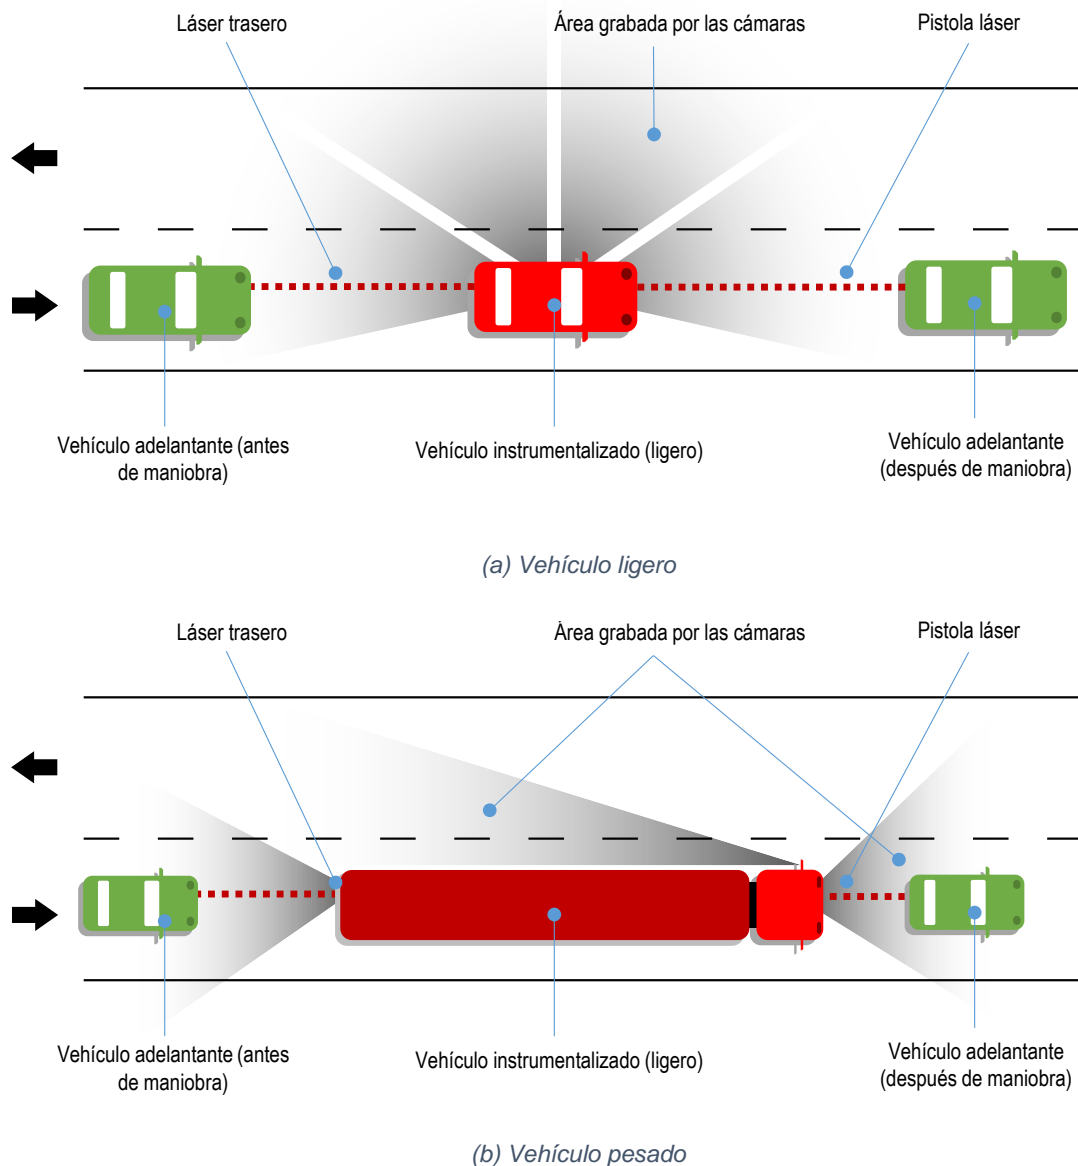 Láser trasero
Área grabada por las cámaras
Pistola láser
Vehículo adelantante (antes
de maniobra)
Vehículo instrumentalizado (ligero)
Vehículo adelantante
(después de maniobra)
(a) Vehículo ligero
Láser trasero
Área grabada por las cámaras
Pistola láser
Vehículo adelantante (antes
de maniobra)
Vehículo instrumentalizado (ligero)
Vehículo adelantante
(después de maniobra)
(b) Vehículo pesado